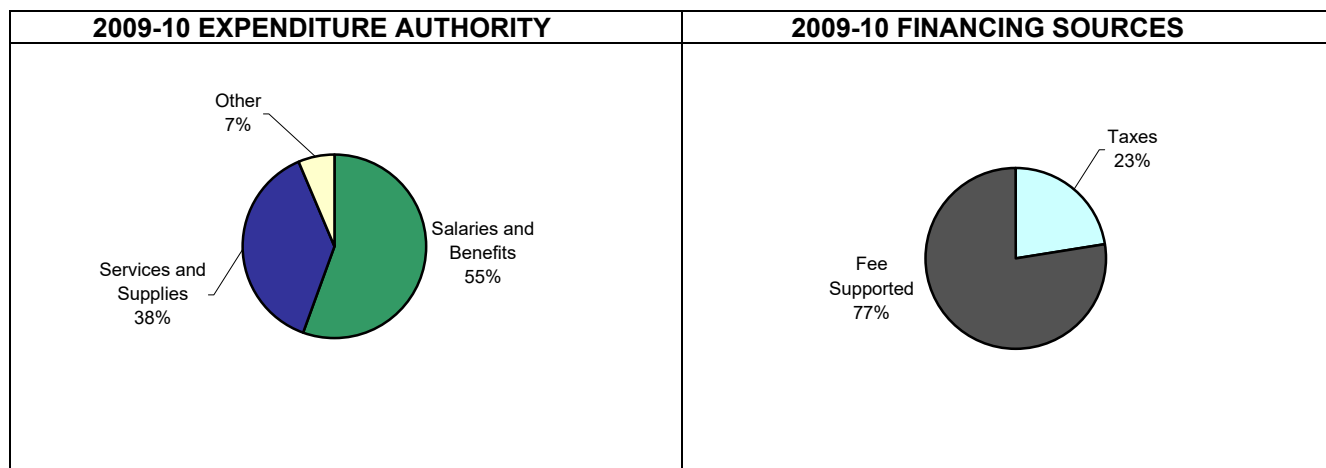 2009-10 EXPENDITURE AUTHORITY
Other
7%
Salaries and
Benefits
55%
Services and
Supplies
38%
2009-10 FINANCING SOURCES
Taxes
23%
Fee
Supported
77%